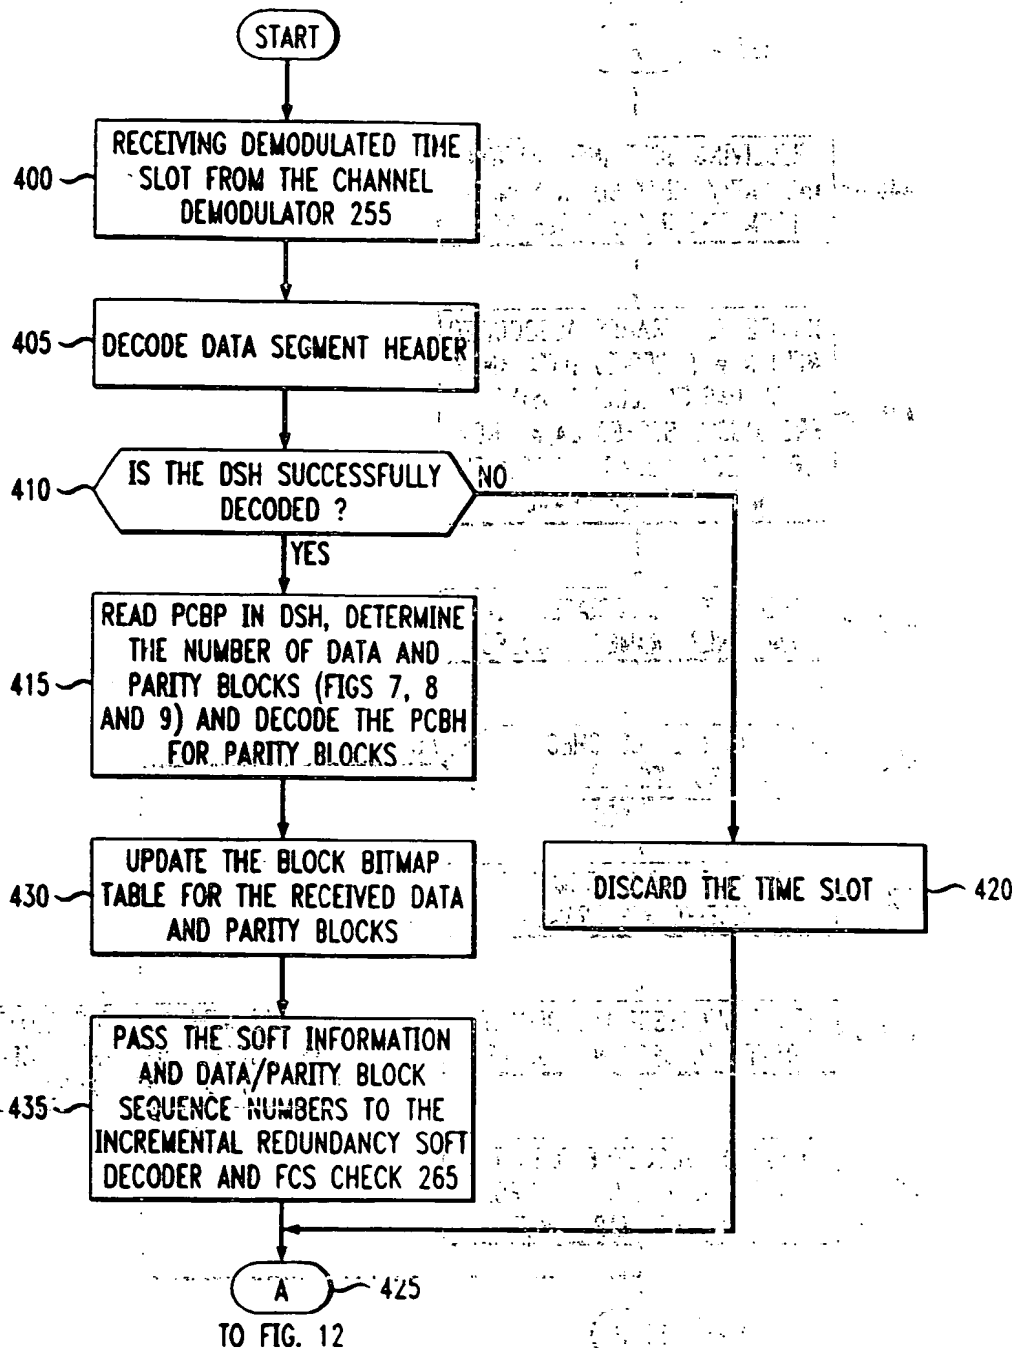 START
400
RECEIVING DEMODULATED TIME
SLOT FROM THE CHANNEL
DEMODULATOR 255
405
DECODE DATA SEGMENT HEADER
410
IS THE DSH SUCCESSFULLY
DECODED ?
NO
YES
415
READ PCBP IN DSH, DETERMINE
THE NUMBER OF DATA AND
PARITY BLOCKS (FIGS 7, 8
AND 9) AND DECODE THE PCBH
FOR PARITY BLOCKS
430
UPDATE THE BLOCK BITMAP
TABLE FOR THE RECEIVED DATA
AND PARITY BLOCKS
DISCARD THE TIME SLOT
420
435
PASS THE SOFT INFORMATION
AND DATA/PARITY BLOCK
SEQUENCE NUMBERS TO THE
INCREMENTAL REDUNDANCY SOFT
DECODER AND FCS CHECK 265
A
425
TO FIG. 12